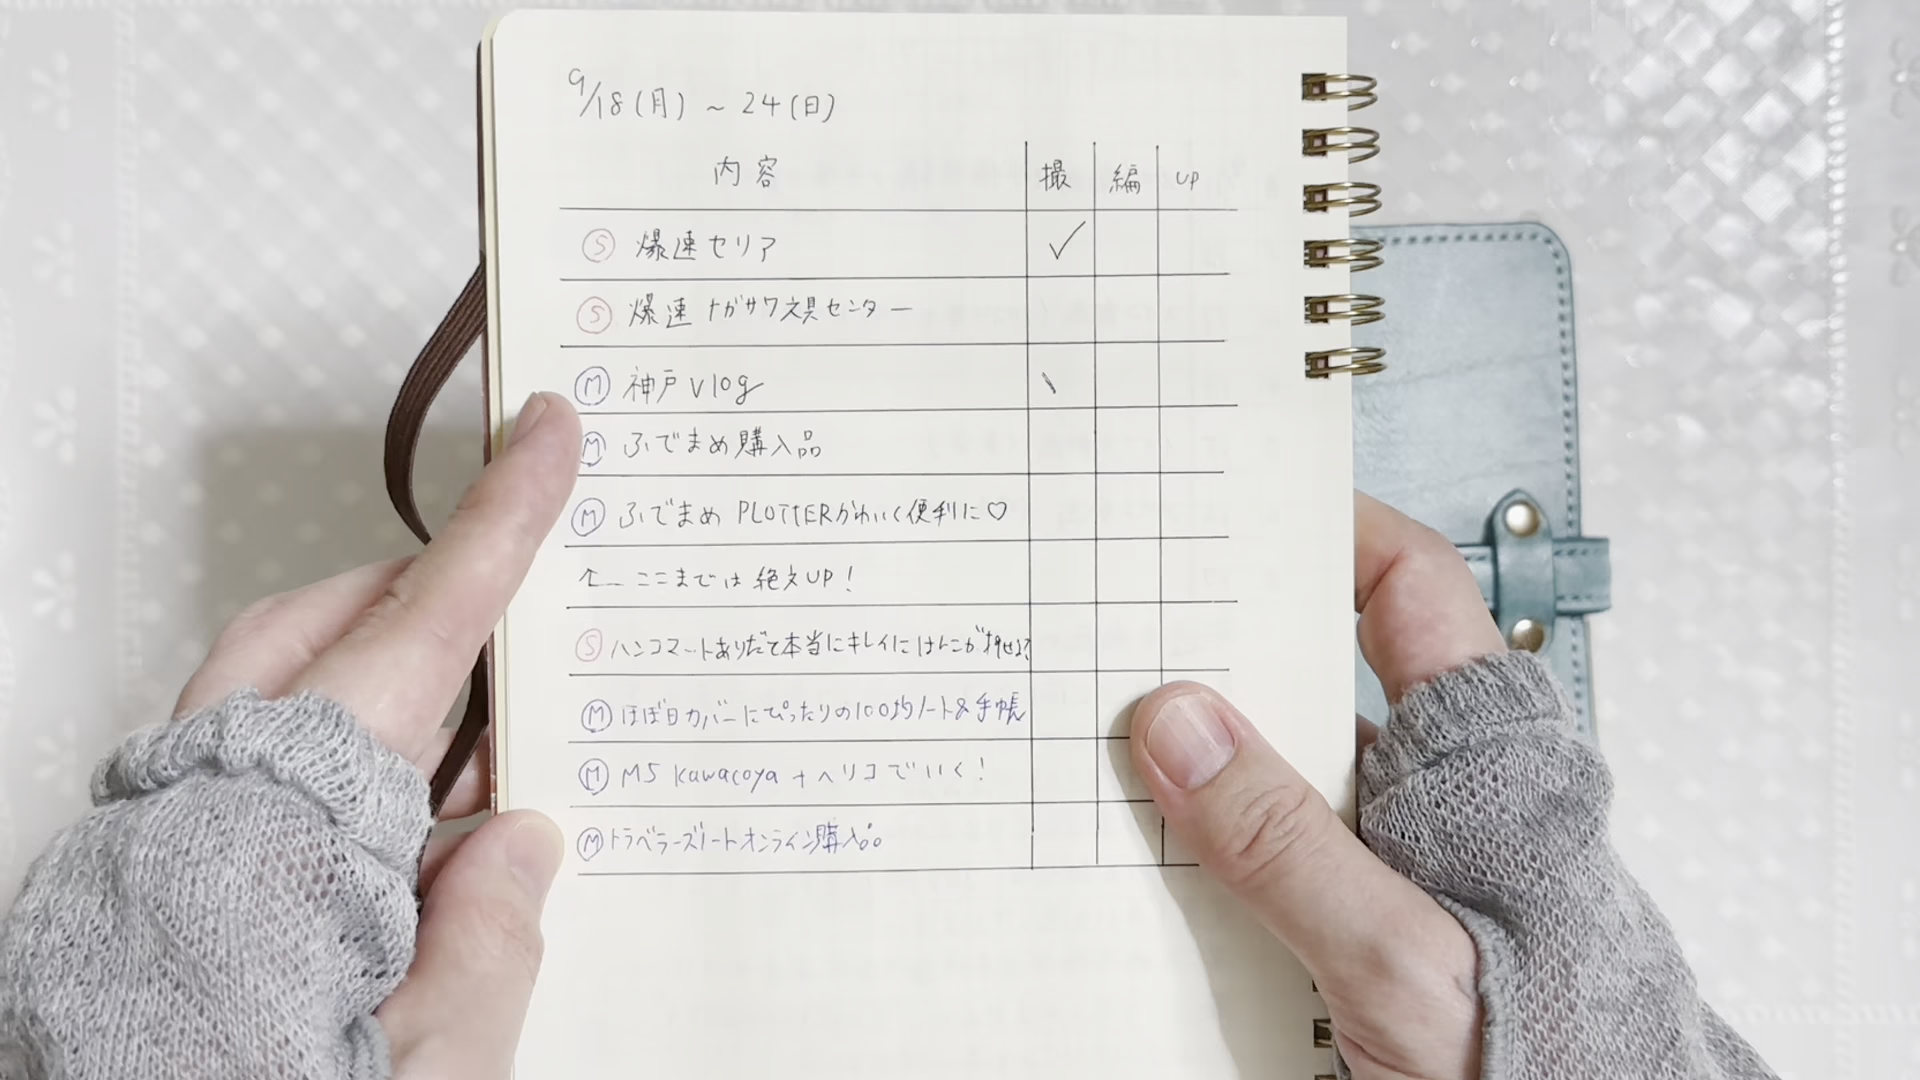 9/18(月) ~ 24(日)
内容 撮 編 UP
Ⓢ 爆速セリア ✓
Ⓢ 爆速 ナガサワ文具センター
Ⓜ 神戸 vlog
Ⓜ ふでまめ購入品
Ⓜ ふでまめ PLOTTERかわいく便利に♡
↑ ここまでは 絶対UP!
Ⓢ ハンコマートありだて本当にキレイにはんこが押せる?
Ⓜ ほぼ日カバーにぴったりの100均ノート&手帳
Ⓜ M5 kawacoya + ヘリコでいく!
Ⓜ トラベラーズノートオンライン購入品